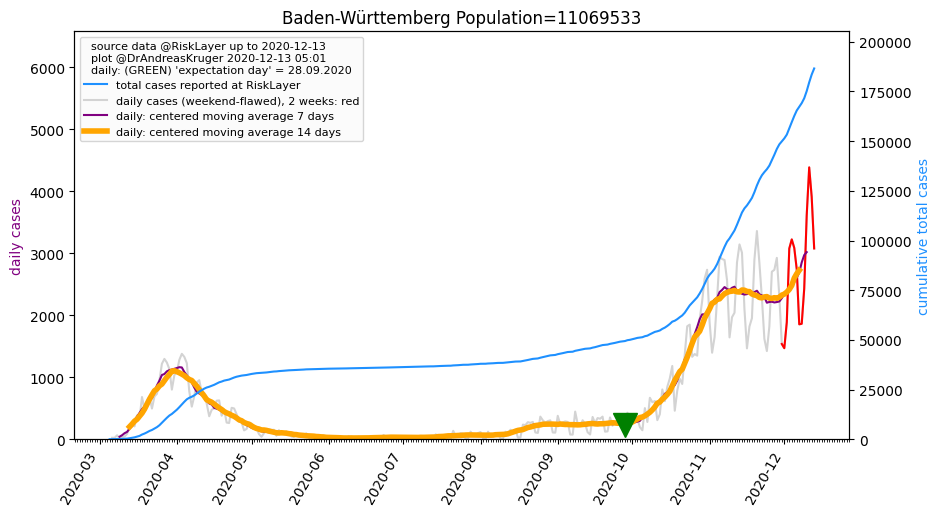 Baden-Württemberg Population=11069533
source data @RiskLayer up to 2020-12-13
plot @DrAndreasKruger 2020-12-13 05:01
daily: (GREEN) 'expectation day' = 28.09.2020
total cases reported at RiskLayer
daily cases (weekend-flawed), 2 weeks: red
daily: centered moving average 7 days
daily: centered moving average 14 days
daily cases
6000
5000
4000
3000
2000
1000
0
200000
175000
150000
125000
100000
75000
50000
25000
0
cumulative total cases
2020-03
2020-04
2020-05
2020-06
2020-07
2020-08
2020-09
2020-10
2020-11
2020-12